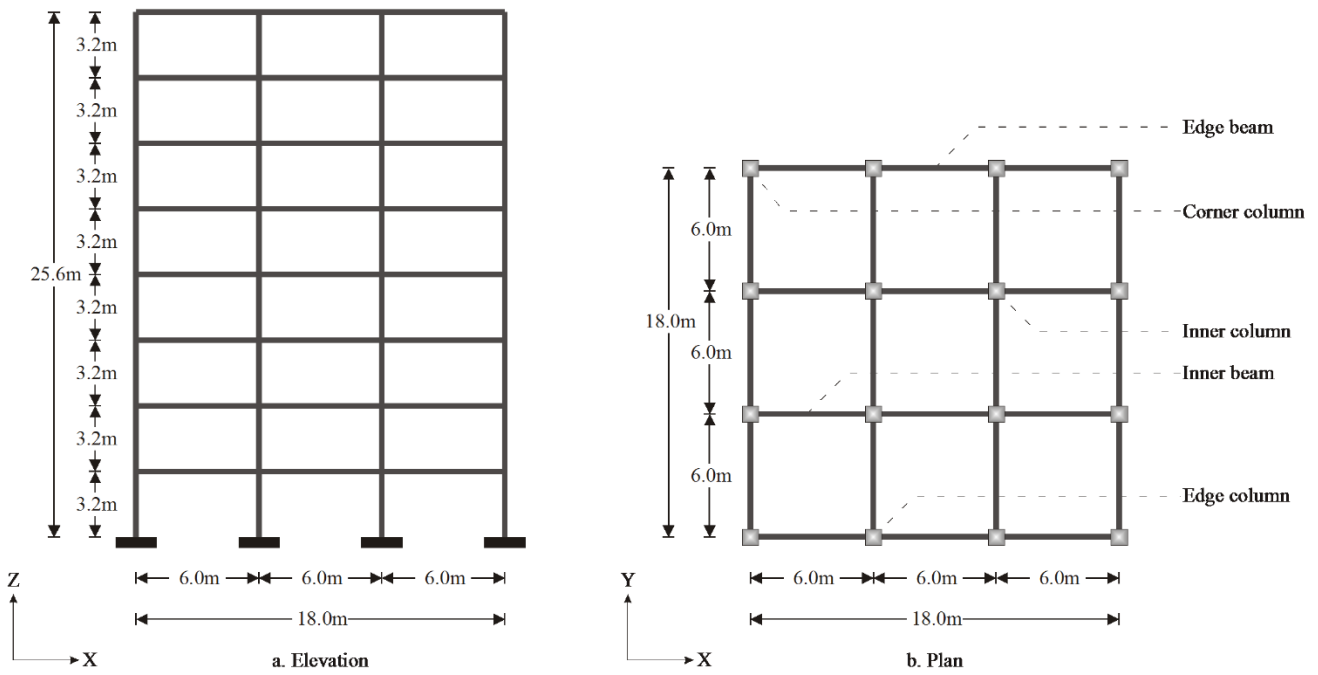 3.2m
3.2m
3.2m
3.2m
25.6m
3.2m
3.2m
3.2m
3.2m
6.0m 6.0m 6.0m
18.0m
Z
X
a. Elevation
Edge beam
Corner column
6.0m
18.0m
Inner column
6.0m
Inner beam
6.0m
Edge column
6.0m 6.0m 6.0m
18.0m
Y
X
b. Plan